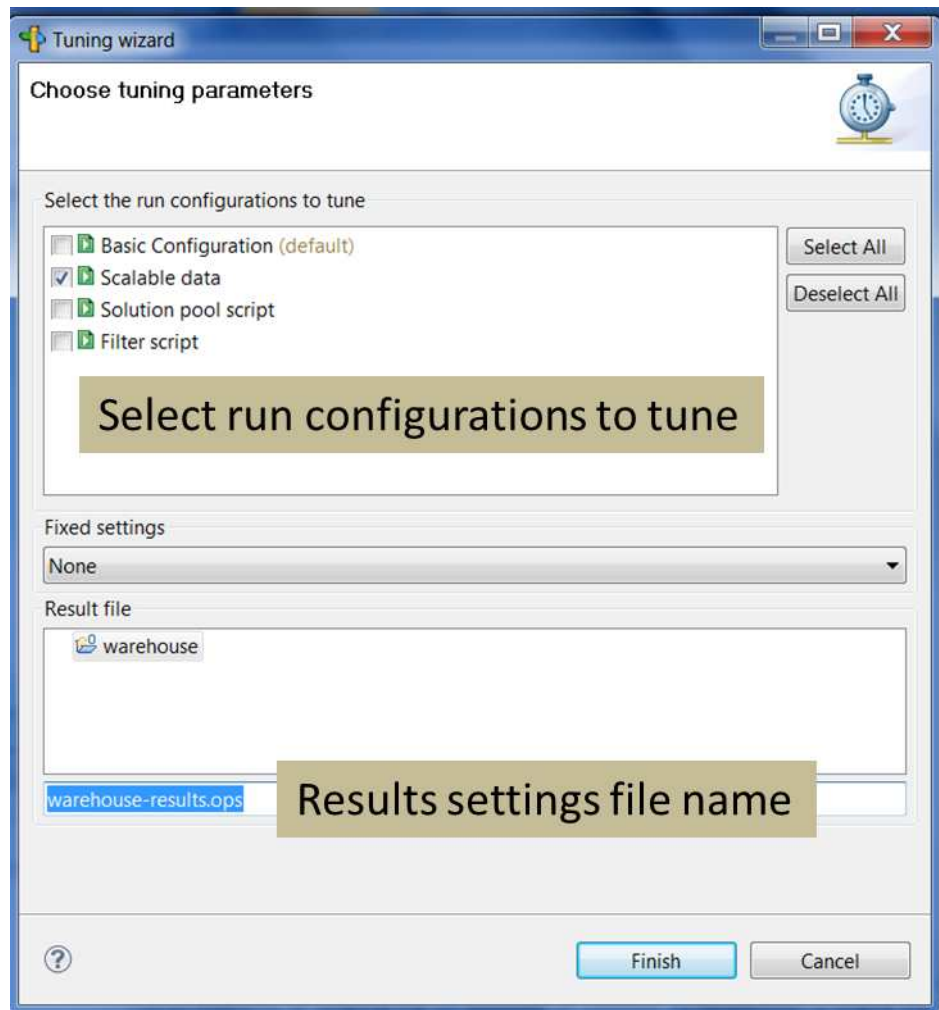 Tuning wizard
Choose tuning parameters
Select the run configurations to tune
Basic Configuration (default)
Select All
Scalable data
Deselect All
Solution pool script
Filter script
Select run configurations to tune
Fixed settings
None
Result file
warehouse
warehouse-results.ops
Results settings file name
Finish
Cancel